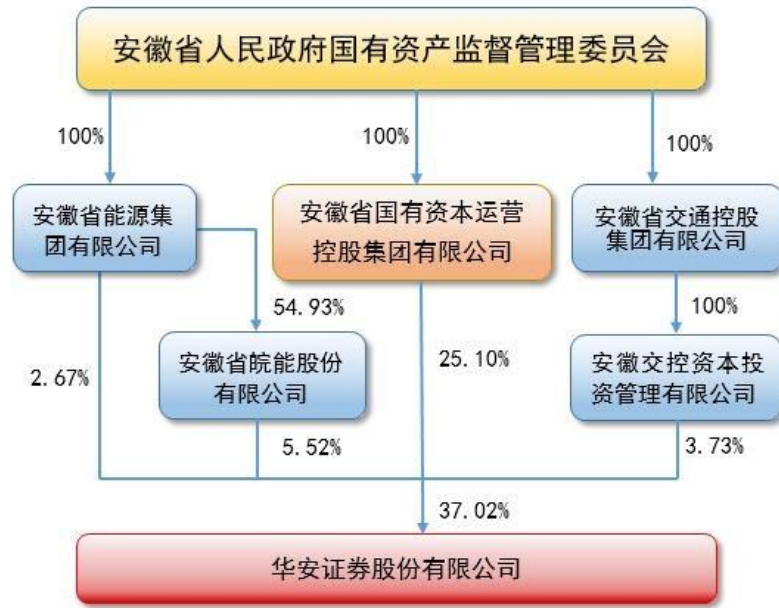 安徽省人民政府国有资产监督管理委员会
100%
100%
100%
安徽省能源集
团有限公司
安徽省国有资本运营
控股集团有限公司
安徽省交通控股
集团有限公司
54.93%
100%
2.67%
安徽省皖能股份
有限公司
25.10%
安徽交控资本投
资管理有限公司
5.52%
3.73%
37.02%
华安证券股份有限公司